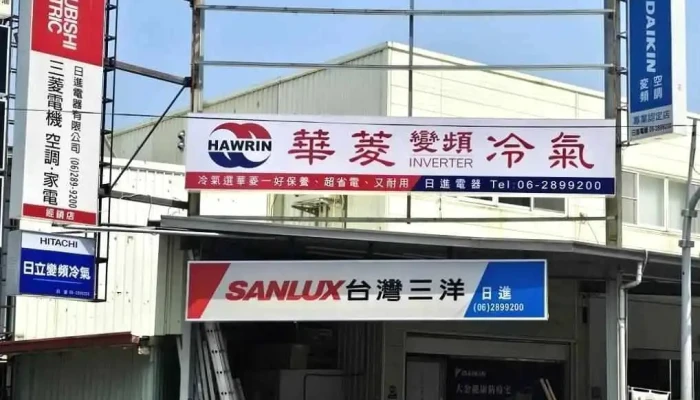 MITSUBISHI
ELECTRIC
三菱電機 空調·家電
日進電器有限公司 (06)289-9200
經銷店
HITACHI
日立變頻冷氣
HAWRIN
華菱 變頻 冷氣
INVERTER
冷氣選華菱一好保養、超省電、又耐用
日進電器 Tel:06-2899200
SANLUX 台灣三洋
日進
(06)2899200
DAIKIN
變頻 空調
專業認定店
DAIKIN